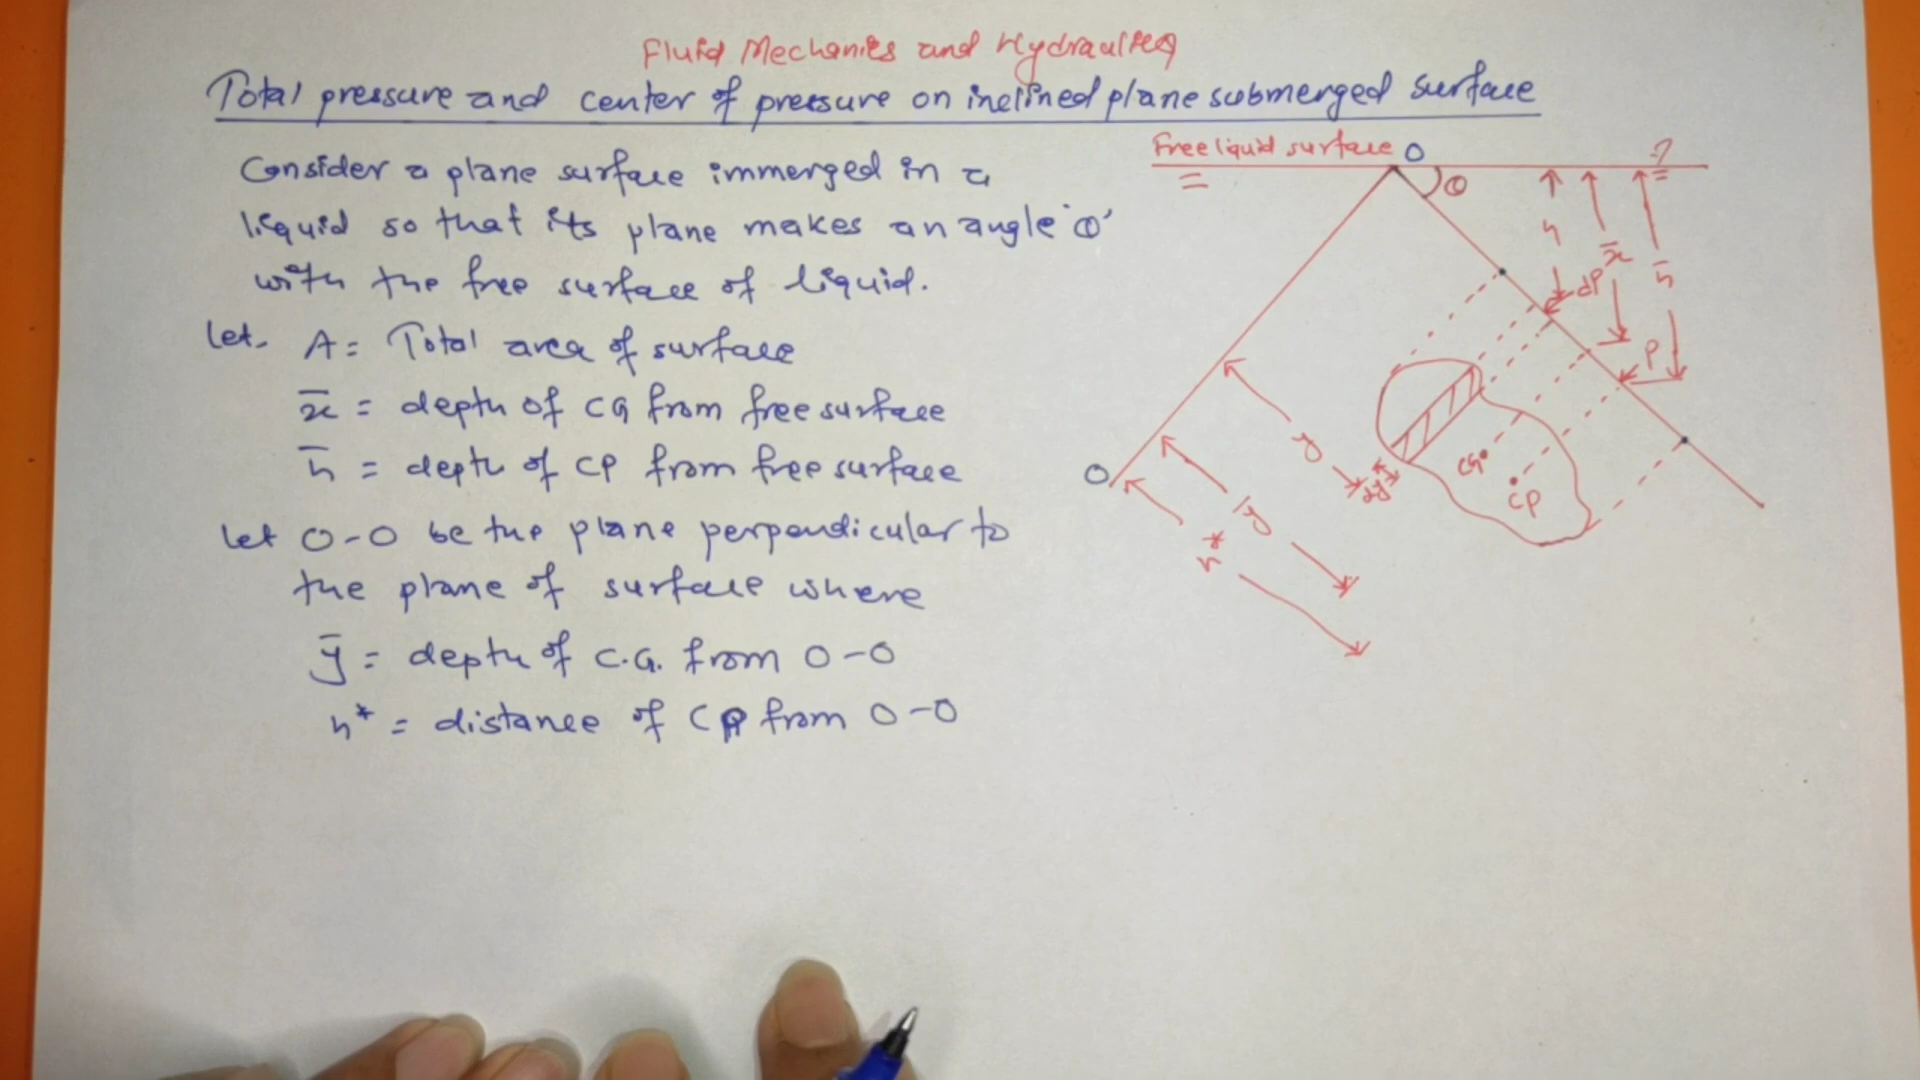 Fluid Mechanics and Hydraulics
Total pressure and center of pressure on inclined plane submerged surface
Consider a plane surface immerged in a
liquid so that its plane makes an angle 'θ'
with the free surface of liquid.
let. A = Total area of surface
x̄ = depth of CG from free surface
h̄ = depth of CP from free surface
Let O-O be the plane perpendicular to
the plane of surface where
ȳ = depth of C.G. from O-O
h* = distance of CP from O-O
Free liquid surface O
θ
h
x̄
h̄
dP
P
O
y
dy
ȳ
h*
CG
CP